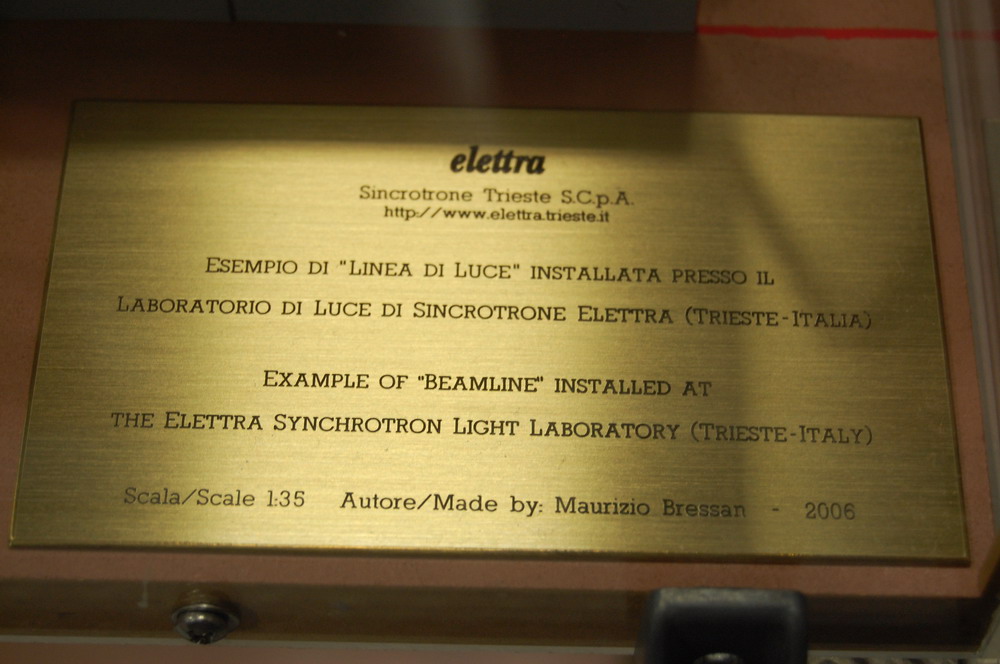 elettra
Sincrotrone Trieste S.C.p.A.
http://www.elettra.trieste.it
ESEMPIO DI "LINEA DI LUCE" INSTALLATA PRESSO IL
LABORATORIO DI LUCE DI SINCROTRONE ELETTRA (TRIESTE-ITALIA)
EXAMPLE OF "BEAMLINE" INSTALLED AT
THE ELETTRA SYNCHROTRON LIGHT LABORATORY (TRIESTE-ITALY)
Scala/Scale 1:35 Autore/Made by: Maurizio Bressan - 2006